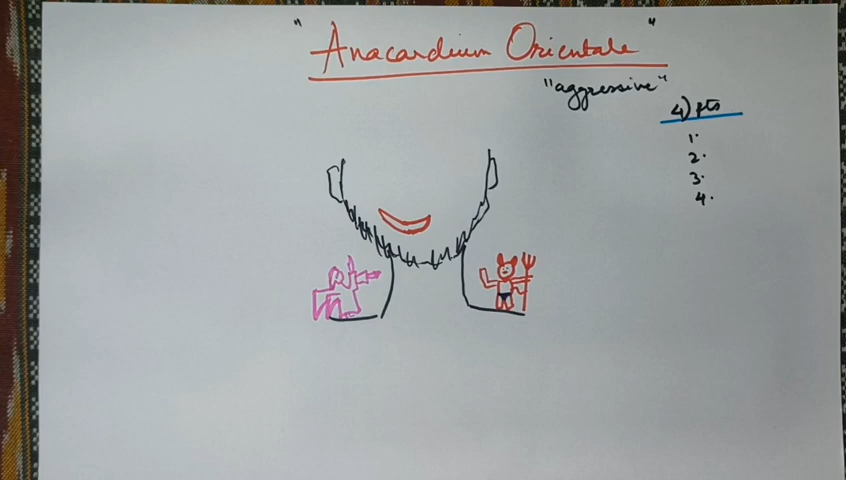 "Anacardium Orientale"
"aggressive"
4) pts
1.
2.
3.
4.